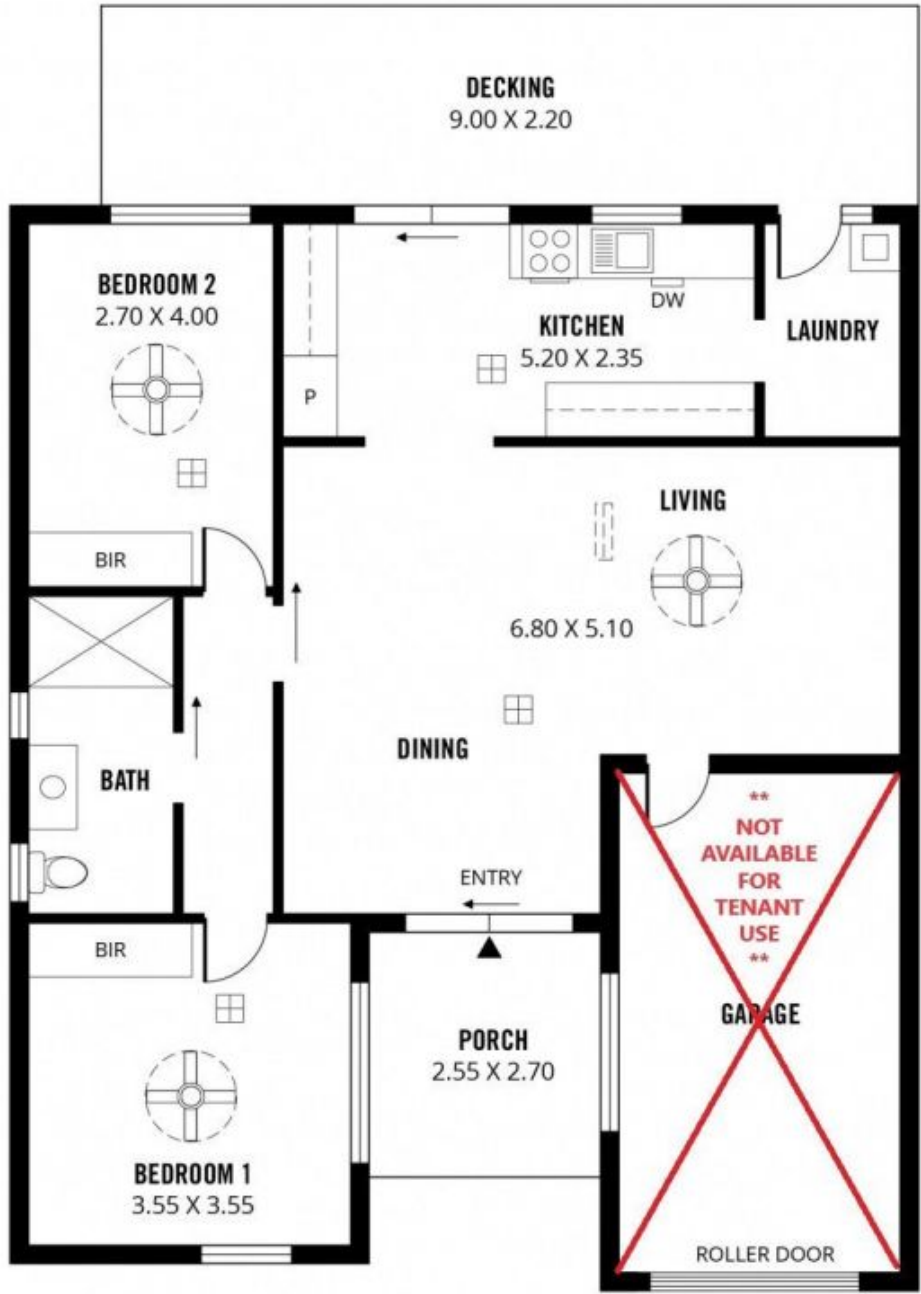 DECKING
9.00 X 2.20
BEDROOM 2
2.70 X 4.00
DW
KITCHEN
5.20 X 2.35
LAUNDRY
P
LIVING
BIR
6.80 X 5.10
DINING
BATH
**
NOT
AVAILABLE
FOR
TENANT
USE
**
ENTRY
BIR
GARAGE
PORCH
2.55 X 2.70
BEDROOM 1
3.55 X 3.55
ROLLER DOOR